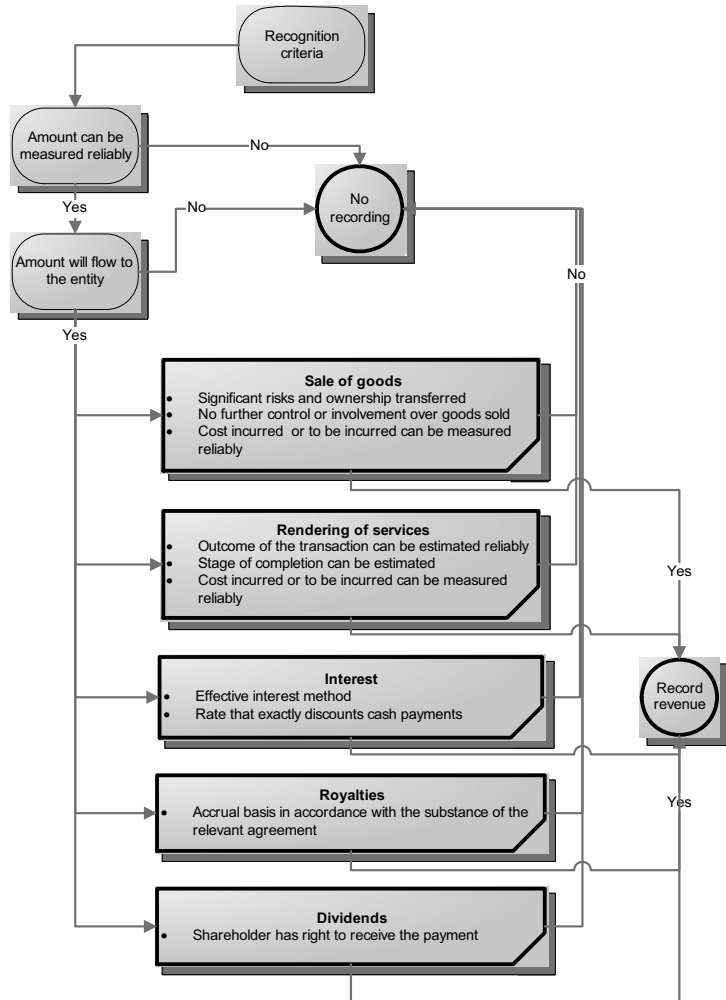 Recognition
criteria
Amount can be
measured reliably
No
No
recording
Yes
No
Amount will flow to
the entity
No
Yes
Sale of goods
• Significant risks and ownership transferred
• No further control or involvement over goods sold
• Cost incurred or to be incurred can be measured
reliably
Rendering of services
• Outcome of the transaction can be estimated reliably
• Stage of completion can be estimated
• Cost incurred or to be incurred can be measured
reliably
Yes
Interest
• Effective interest method
• Rate that exactly discounts cash payments
Record
revenue
Royalties
• Accrual basis in accordance with the substance of the
relevant agreement
Yes
Dividends
• Shareholder has right to receive the payment